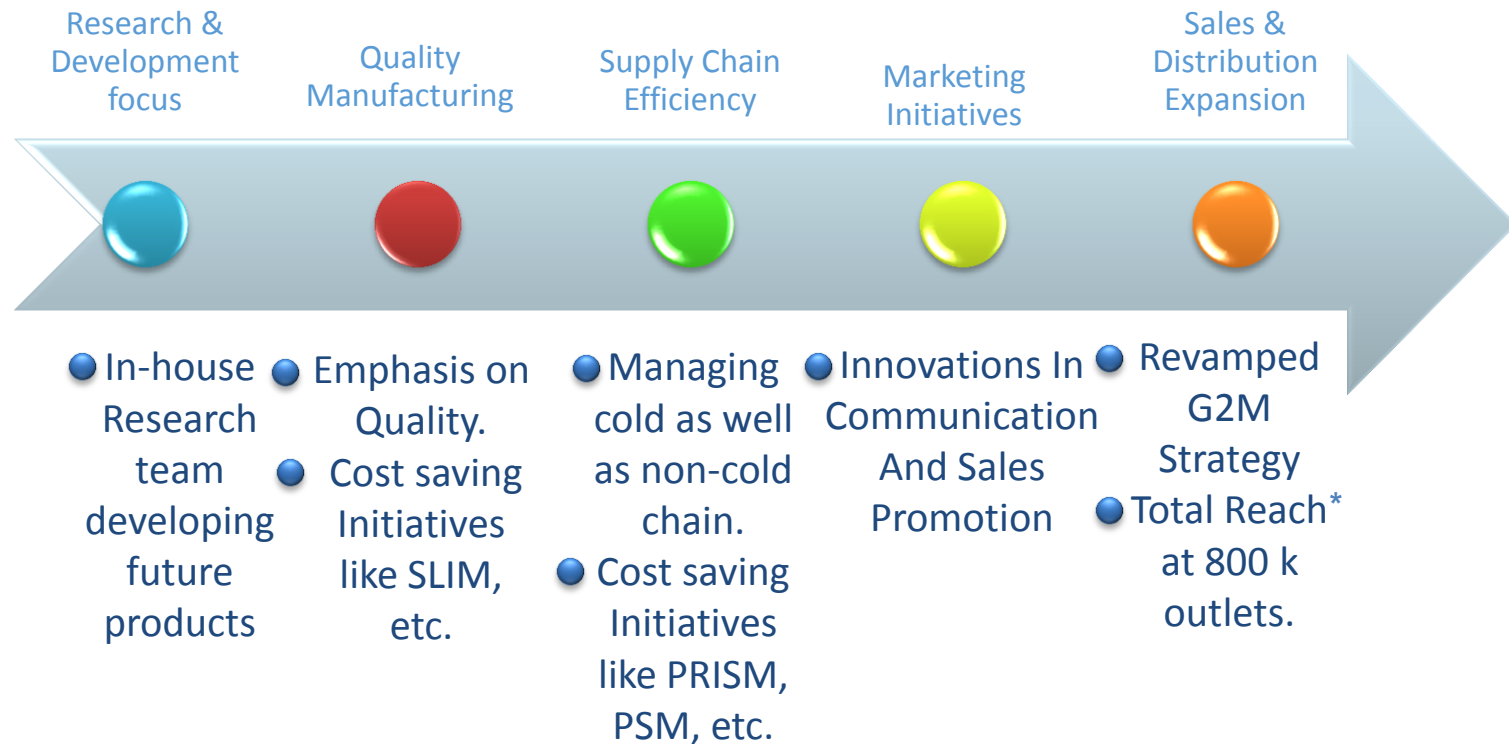 Research &
Development
focus
Quality
Manufacturing
Supply Chain
Efficiency
Marketing
Initiatives
Sales &
Distribution
Expansion
In-house
Research
team
developing
future
products
Emphasis on
Quality.
Cost saving
Initiatives
like SLIM,
etc.
Managing
cold as well
as non-cold
chain.
Cost saving
Initiatives
like PRISM,
PSM, etc.
Innovations In
Communication
And Sales
Promotion
Revamped
G2M
Strategy
Total Reach*
at 800 k
outlets.